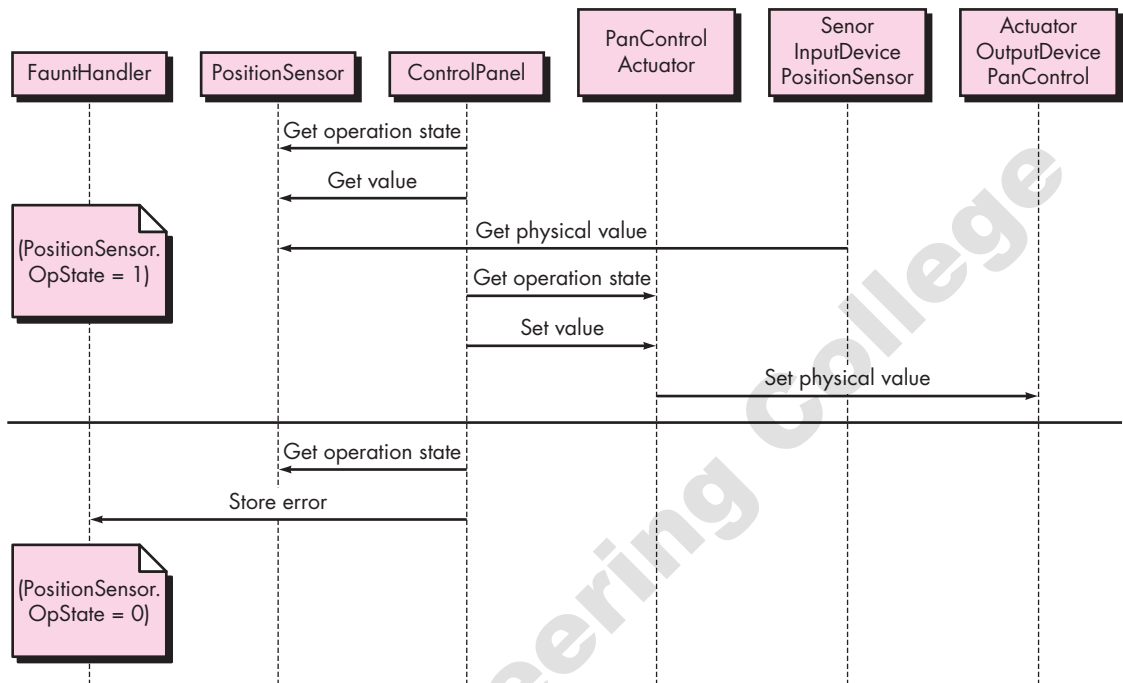 FauntHandler
PositionSensor
ControlPanel
PanControl
Actuator
Senor
InputDevice
PositionSensor
Actuator
OutputDevice
PanControl
Get operation state
Get value
(PositionSensor.
OpState = 1)
Get physical value
Get operation state
Set value
Set physical value
Get operation state
Store error
(PositionSensor.
OpState = 0)
eering College